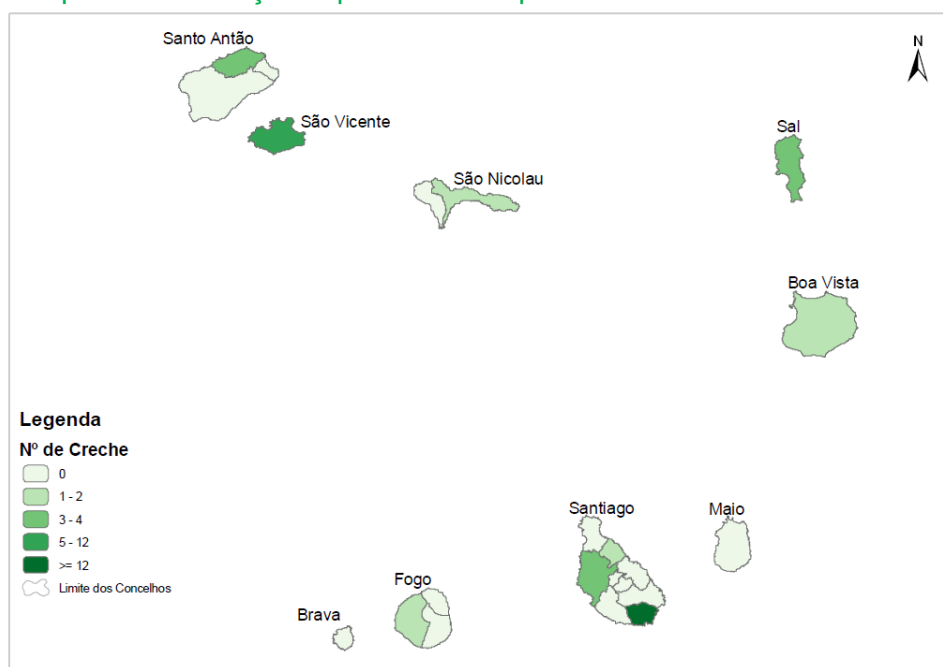 Santo Antão
N
São Vicente
Sal
São Nicolau
Boa Vista
Legenda
Nº de Creche
0
1 - 2
3 - 4
5 - 12
>= 12
Limite dos Concelhos
Santiago
Maio
Fogo
Brava